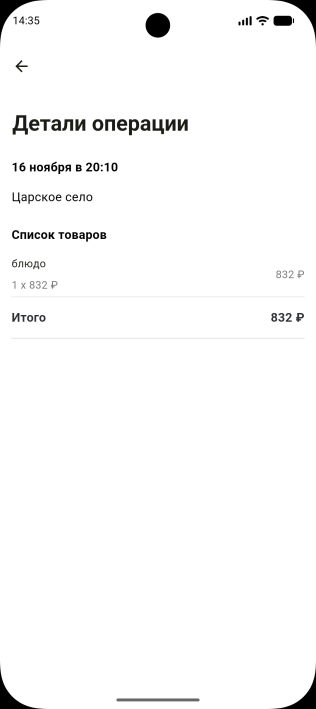 14:35
Детали операции
16 ноября в 20:10
Царское село
Список товаров
блюдо
1 x 832 ₽
832 ₽
Итого
832 ₽